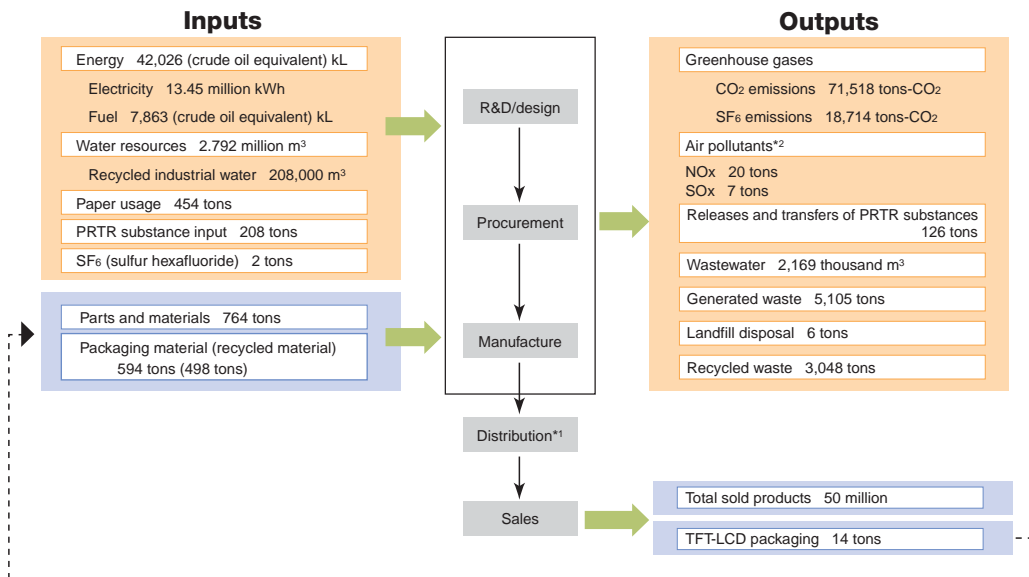 Inputs
Energy 42,026 (crude oil equivalent) kL
Electricity 13.45 million kWh
Fuel 7,863 (crude oil equivalent) kL
Water resources 2.792 million m³
Recycled industrial water 208,000 m³
Paper usage 454 tons
PRTR substance input 208 tons
SF₆ (sulfur hexafluoride) 2 tons
Parts and materials 764 tons
Packaging material (recycled material)
594 tons (498 tons)
R&D/design
Procurement
Manufacture
Distribution*¹
Sales
Outputs
Greenhouse gases
CO₂ emissions 71,518 tons-CO₂
SF₆ emissions 18,714 tons-CO₂
Air pollutants*²
NOx 20 tons
SOx 7 tons
Releases and transfers of PRTR substances
126 tons
Wastewater 2,169 thousand m³
Generated waste 5,105 tons
Landfill disposal 6 tons
Recycled waste 3,048 tons
Total sold products 50 million
TFT-LCD packaging 14 tons